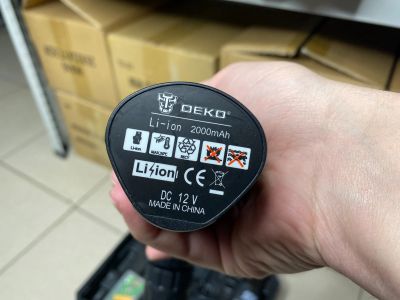 DEKO
Li-ion 2000mAh
Li-ion
CE
DC 12V
MADE IN CHINA